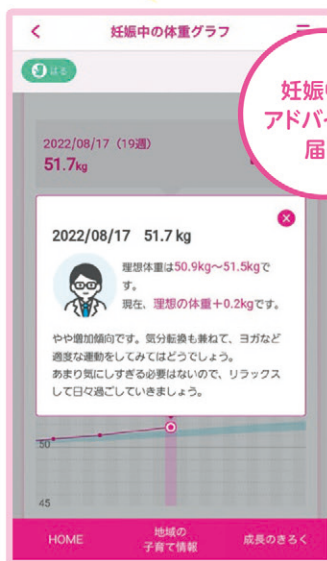 妊娠中の体重グラフ
はる
妊娠中
アドバイ
届
2022/08/17（19週）
51.7kg
2022/08/17 51.7 kg
理想体重は50.9kg～51.5kgで
す。
現在、理想の体重＋0.2kgです。
やや増加傾向です。気分転換も兼ねて、ヨガなど
適度な運動をしてみてはどうでしょう。
あまり気にしすぎる必要はないので、リラックス
して日々過ごしていきましょう。
50
45
HOME
地域の
子育て情報
成長のきろく